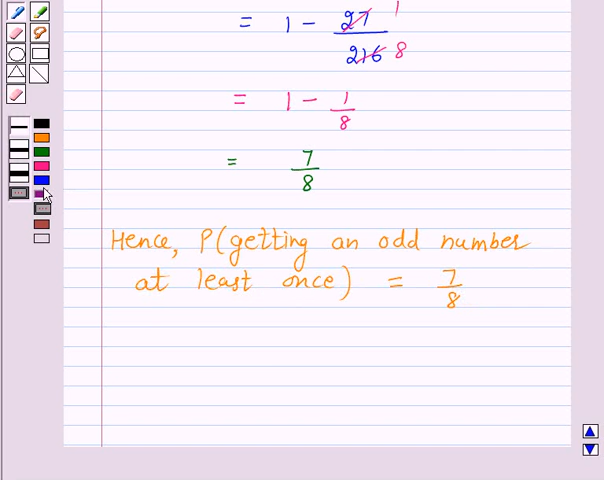 = 1 - 27/216 1 8
= 1 - 1/8
= 7/8
Hence, P(getting an odd number
at least once) = 7/8